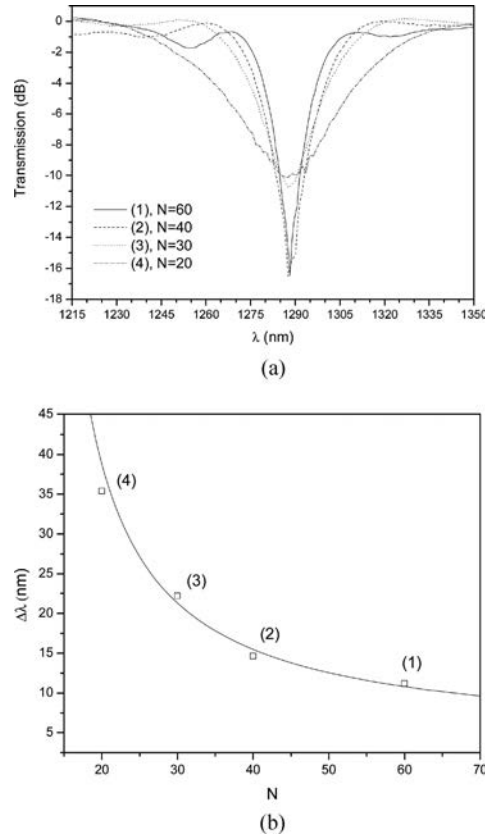 0
-2
-4
-6
-8
-10
-12
-14
-16
-18
Transmission (dB)
(1), N=60
(2), N=40
(3), N=30
(4), N=20
1215 1230 1245 1260 1275 1290 1305 1320 1335 1350
λ (nm)
(a)
45
40
35
30
25
20
15
10
5
Δλ (nm)
(4)
(3)
(2)
(1)
20 30 40 50 60 70
N
(b)